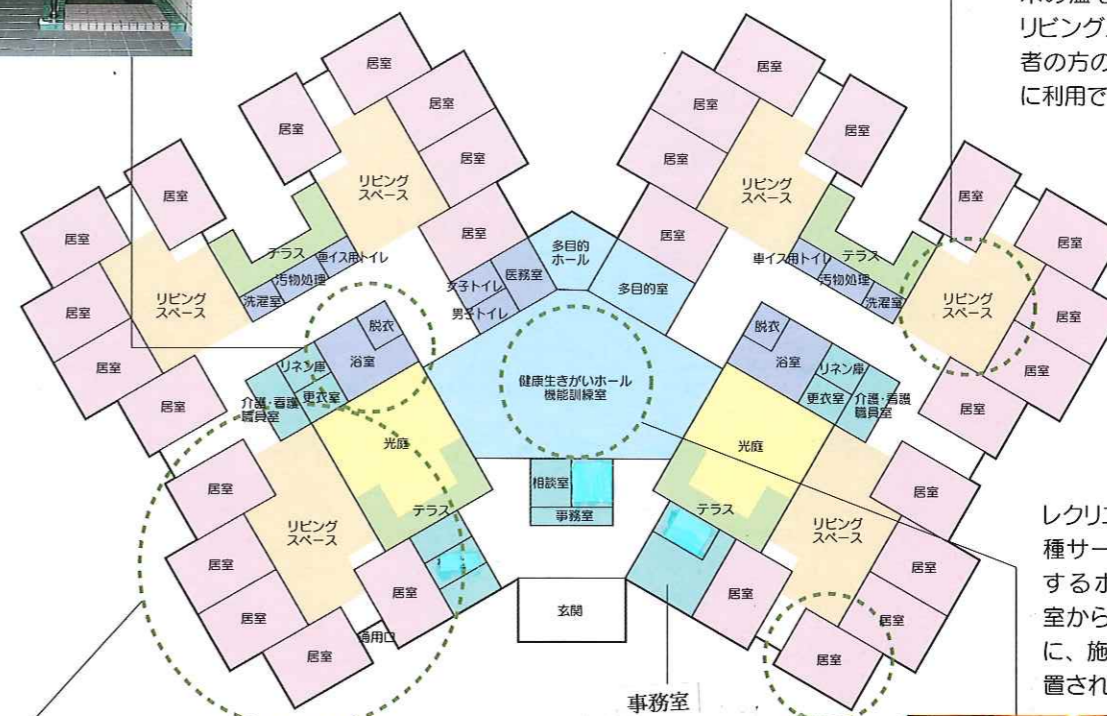 木の温も
リビング
者の方の
に利用で
居室
居室
居室
居室
居室
リビング
スペース
テラス
車イス用トイレ
汚物処理
洗濯室
居室
居室
居室
居室
居室
リビング
スペース
女子トイレ
男子トイレ
医務室
多目的
ホール
多目的室
居室
居室
居室
居室
居室
リビング
スペース
テラス
車イス用トイレ
汚物処理
洗濯室
居室
居室
居室
居室
リビング
スペース
脱衣
浴室
リネン庫
更衣室
介護・看護
職員室
健康生きがいホール
機能訓練室
脱衣
浴室
リネン庫
更衣室
介護・看護
職員室
光庭
テラス
居室
居室
居室
居室
居室
リビング
スペース
通用口
相談室
事務室
玄関
光庭
テラス
リビング
スペース
居室
居室
居室
居室
居室
事務室
レクリエ
種サー
するホ
室から
に、施
置され